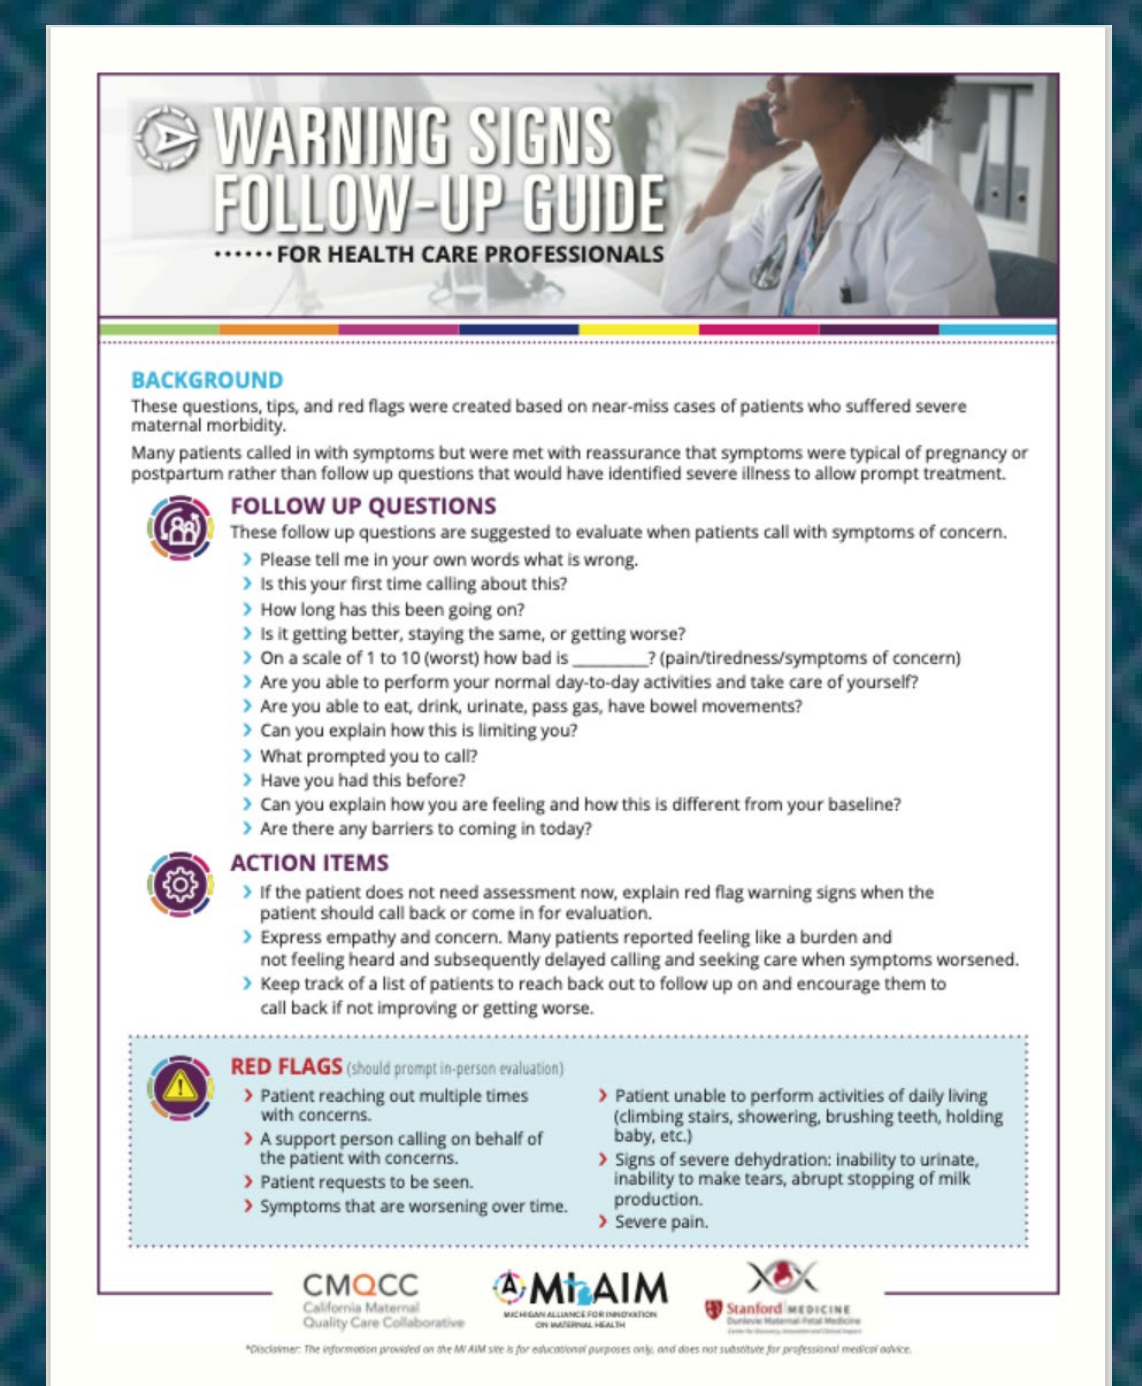 WARNING SIGNS
FOLLOW-UP GUIDE
······FOR HEALTH CARE PROFESSIONALS
BACKGROUND
These questions, tips, and red flags were created based on near-miss cases of patients who suffered severe
maternal morbidity.
Many patients called in with symptoms but were met with reassurance that symptoms were typical of pregnancy or
postpartum rather than follow up questions that would have identified severe illness to allow prompt treatment.
FOLLOW UP QUESTIONS
These follow up questions are suggested to evaluate when patients call with symptoms of concern.
› Please tell me in your own words what is wrong.
› Is this your first time calling about this?
› How long has this been going on?
› Is it getting better, staying the same, or getting worse?
› On a scale of 1 to 10 (worst) how bad is _________? (pain/tiredness/symptoms of concern)
› Are you able to perform your normal day-to-day activities and take care of yourself?
› Are you able to eat, drink, urinate, pass gas, have bowel movements?
› Can you explain how this is limiting you?
› What prompted you to call?
› Have you had this before?
› Can you explain how you are feeling and how this is different from your baseline?
› Are there any barriers to coming in today?
ACTION ITEMS
› If the patient does not need assessment now, explain red flag warning signs when the
patient should call back or come in for evaluation.
› Express empathy and concern. Many patients reported feeling like a burden and
not feeling heard and subsequently delayed calling and seeking care when symptoms worsened.
› Keep track of a list of patients to reach back out to follow up on and encourage them to
call back if not improving or getting worse.
RED FLAGS (should prompt in-person evaluation)
› Patient reaching out multiple times
with concerns.
› A support person calling on behalf of
the patient with concerns.
› Patient requests to be seen.
› Symptoms that are worsening over time.
› Patient unable to perform activities of daily living
(climbing stairs, showering, brushing teeth, holding
baby, etc.)
› Signs of severe dehydration: inability to urinate,
inability to make tears, abrupt stopping of milk
production.
› Severe pain.
CMQCC
California Maternal
Quality Care Collaborative
MI AIM
MICHIGAN ALLIANCE FOR INNOVATION
ON MATERNAL HEALTH
Stanford MEDICINE
Dunlevie Maternal-Fetal Medicine
Center for Discovery, Innovation and Clinical Impact
*Disclaimer: The information provided on the MI AIM site is for educational purposes only, and does not substitute for professional medical advice.